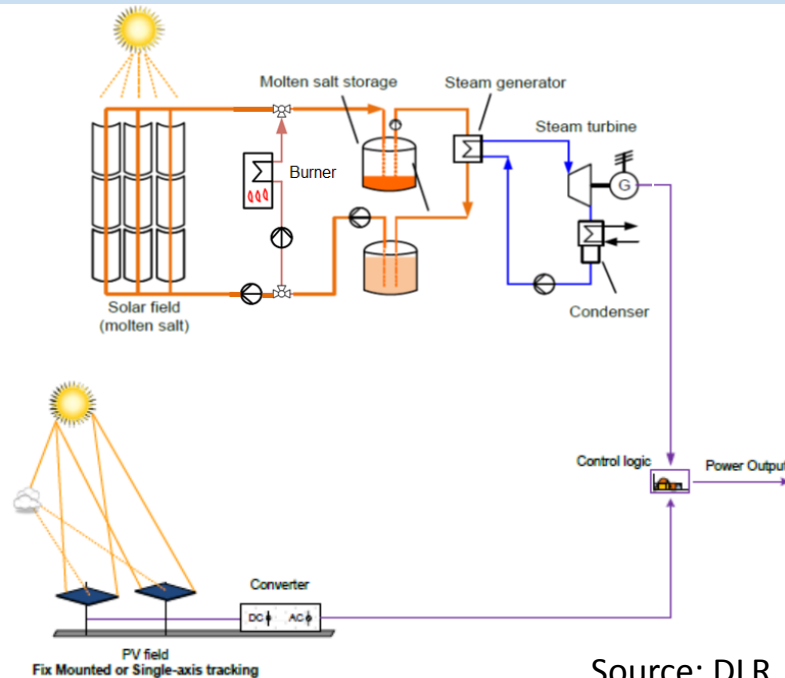 Molten salt storage
Steam generator
Steam turbine
Burner
G
Solar field
(molten salt)
Condenser
Control logic
Power Output
Converter
DC AC
PV field
Fix Mounted or Single-axis tracking
Source: DLR